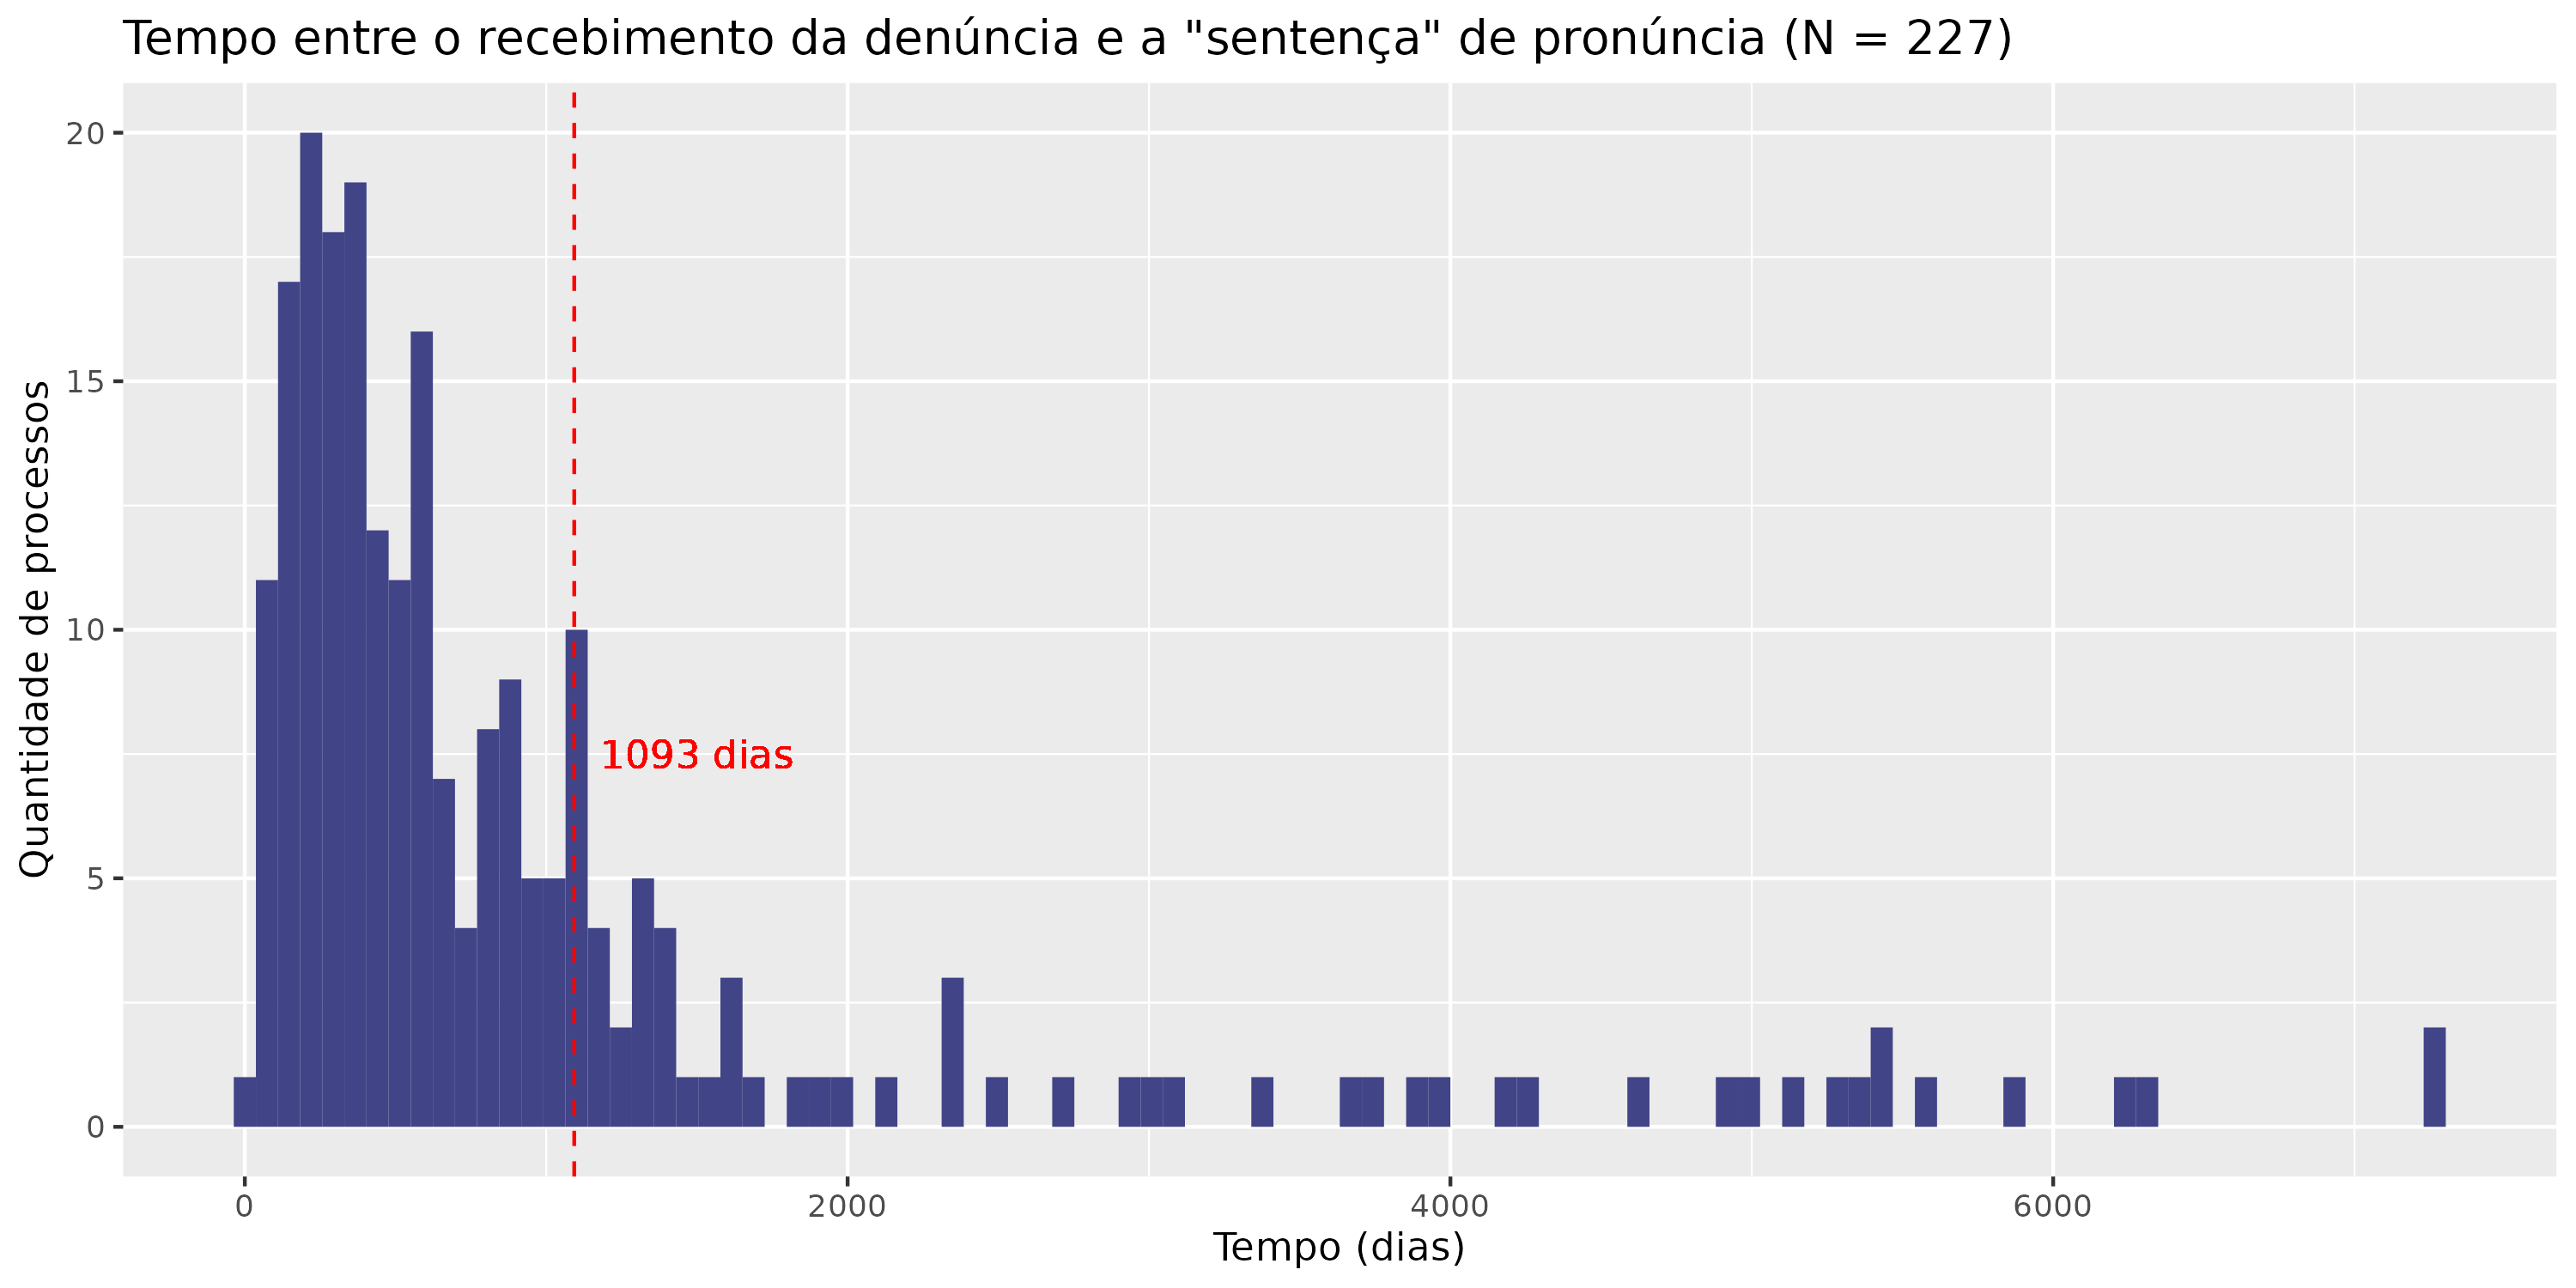 Tempo entre o recebimento da denúncia e a "sentença" de pronúncia (N = 227)
20
15
10
5
0
Quantidade de processos
1093 dias
0 2000 4000 6000
Tempo (dias)